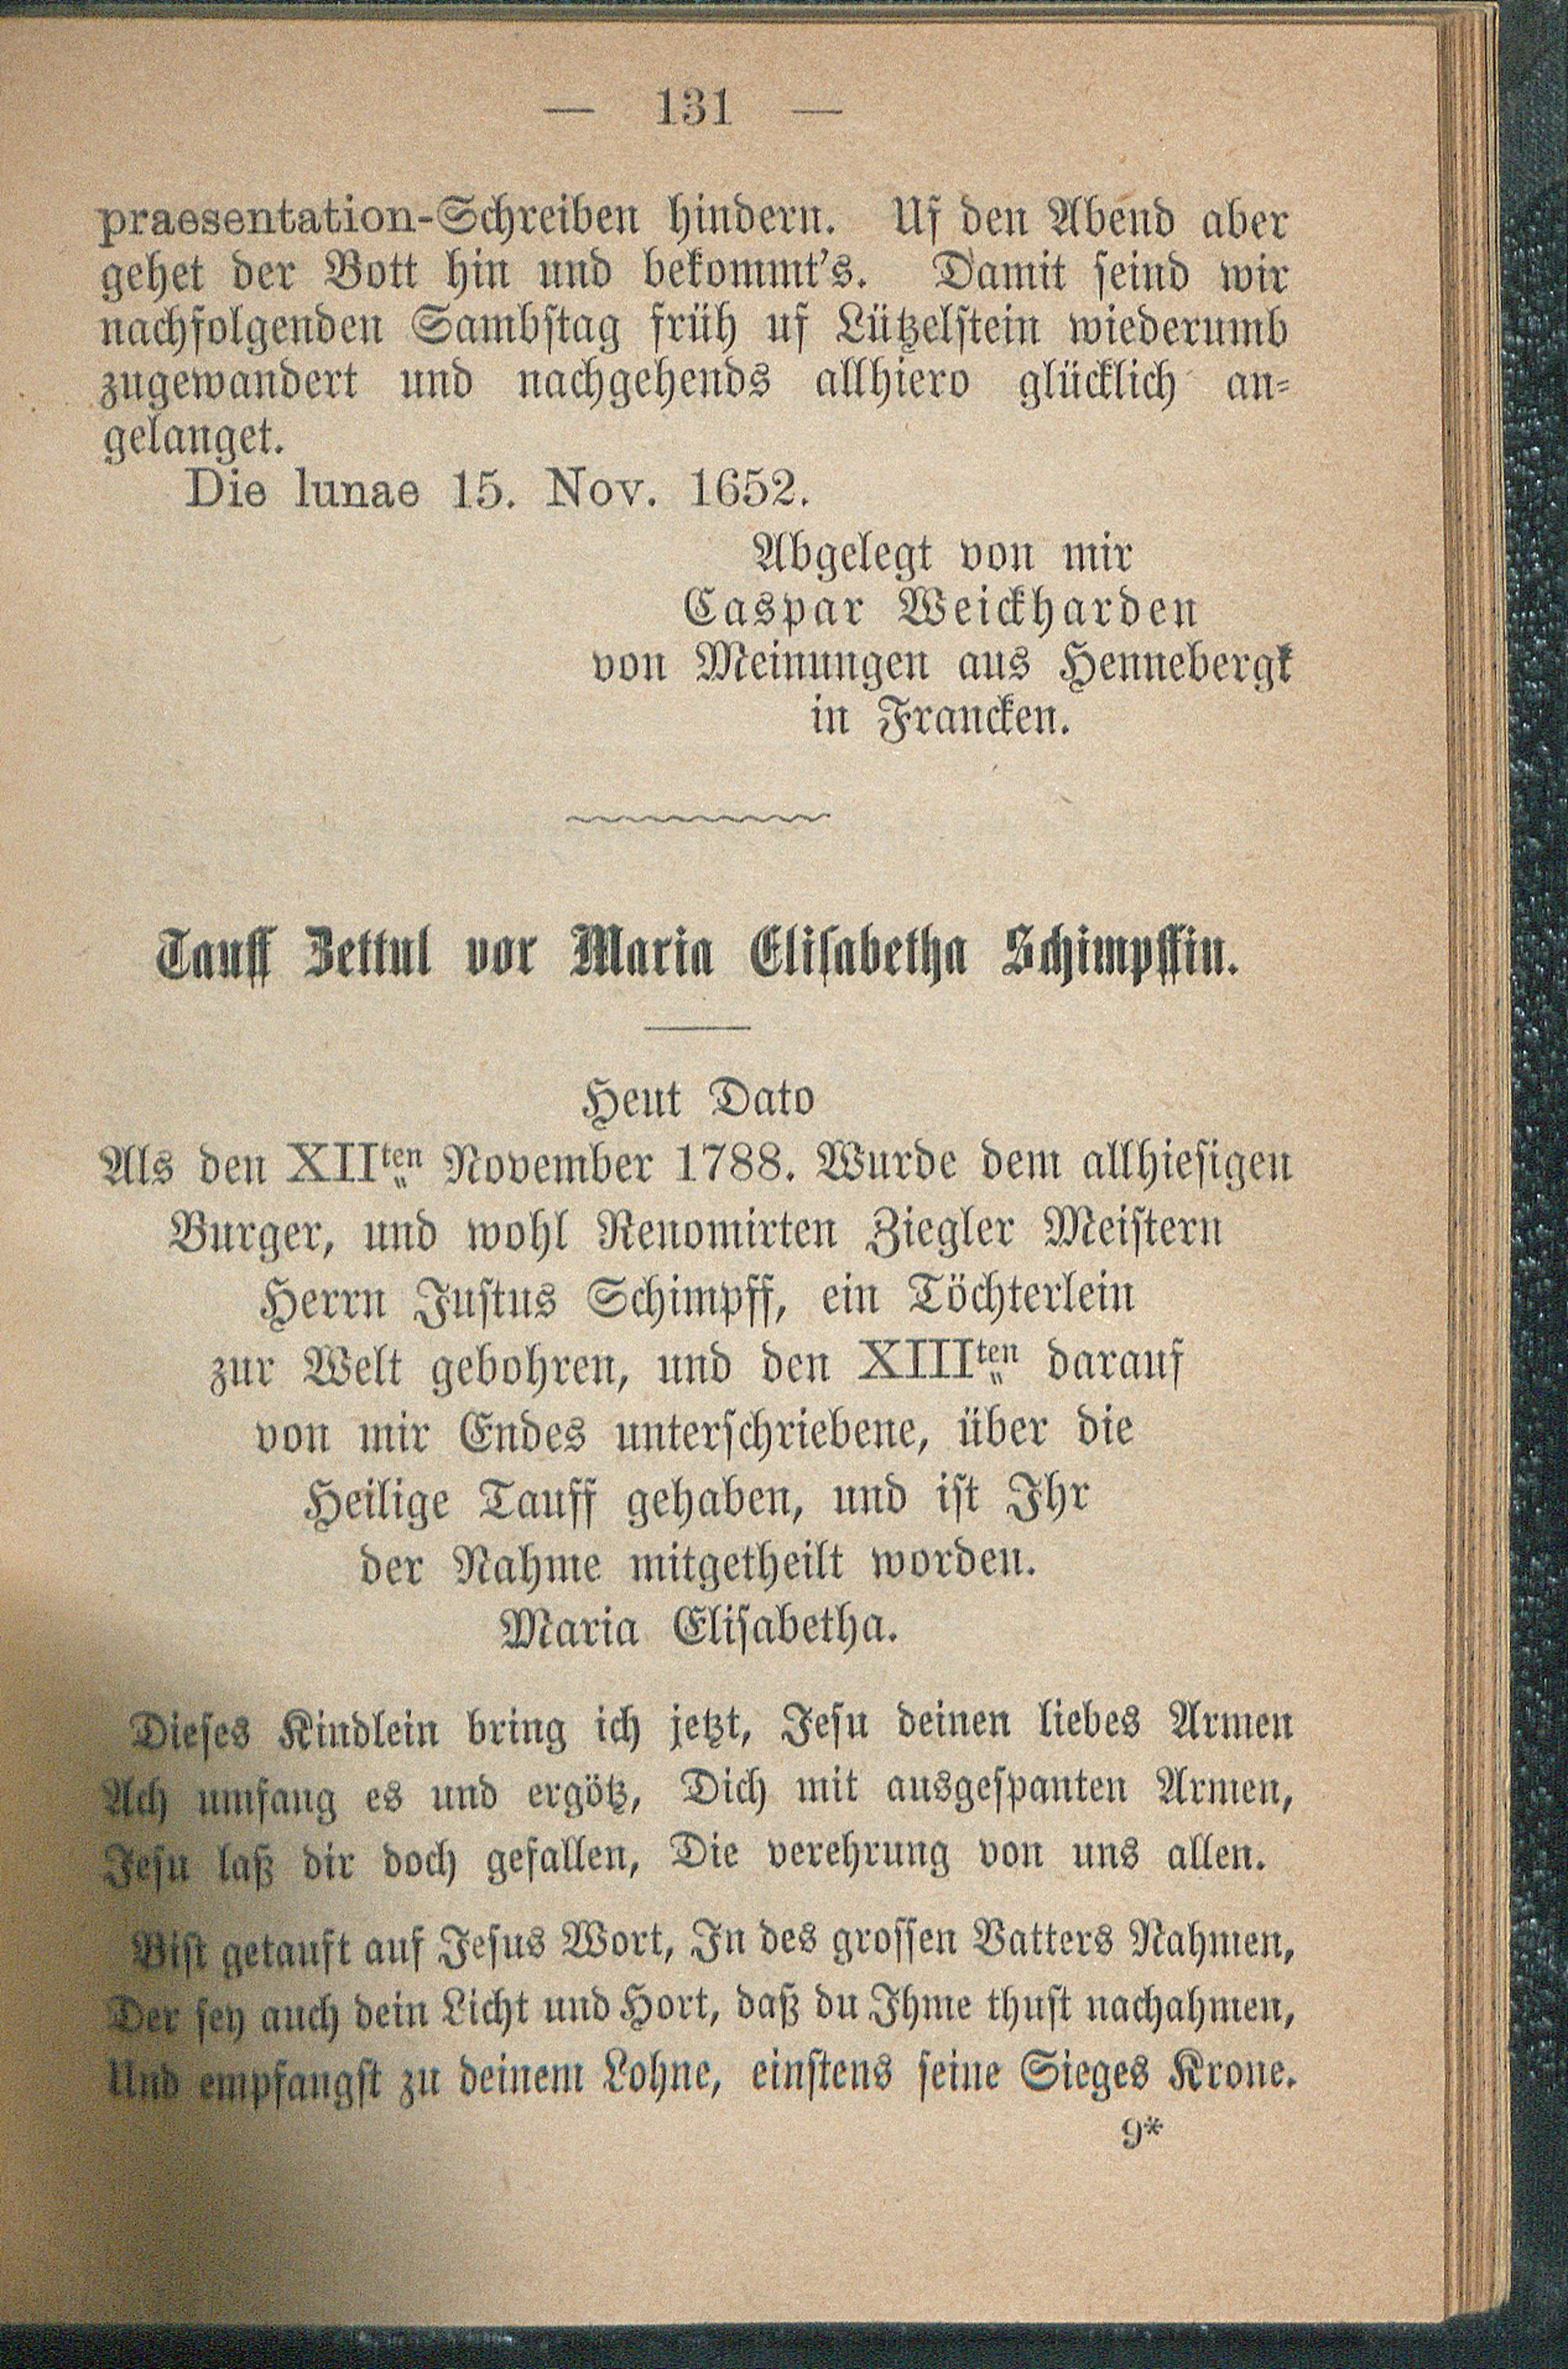 — 131 —
praesentation-Schreiben hindern. Uf den Abend aber
gehet der Bott hin und bekommt's. Damit seind wir
nachfolgenden Sambstag früh uf Lützelstein wiederumb
zugewandert und nachgehends allhiero glücklich an-
gelanget.
Die lunae 15. Nov. 1652.
Abgelegt von mir
Caspar Weickharden
von Meinungen aus Hennebergk
in Francken.
Tauff Zettul vor Maria Elisabetha Schimpffin.
Heut Dato
Als den XIIten November 1788. Wurde dem allhiesigen
Burger, und wohl Renomirten Ziegler Meistern
Herrn Justus Schimpff, ein Töchterlein
zur Welt gebohren, und den XIIIten darauf
von mir Endes unterschriebene, über die
Heilige Tauff gehaben, und ist Ihr
der Nahme mitgetheilt worden.
Maria Elisabetha.
Dieses Kindlein bring ich jetzt, Jesu deinen liebes Armen
Ach umfang es und ergötz, Dich mit ausgespanten Armen,
Jesu laß dir doch gefallen, Die verehrung von uns allen.
Bist getauft auf Jesus Wort, In des grossen Vatters Nahmen,
Der sey auch dein Licht und Hort, daß du Ihme thust nachahmen,
Und empfangst zu deinem Lohne, einstens seine Sieges Krone.
9*